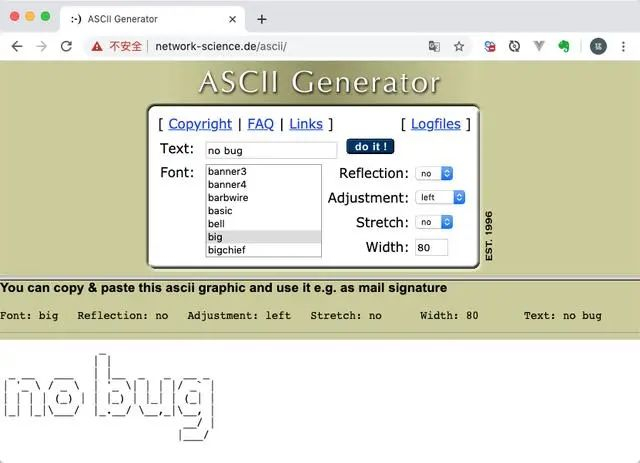 :-) ASCII Generator
不安全 | network-science.de/ascii/
ASCII Generator
[ Copyright | FAQ | Links ] [ Logfiles ]
Text: no bug do it !
Font:
banner3
banner4
barbwire
basic
bell
big
bigchief
Reflection: no
Adjustment: left
Stretch: no
Width: 80
EST. 1996
You can copy & paste this ascii graphic and use it e.g. as mail signature
Font: big Reflection: no Adjustment: left Stretch: no Width: 80 Text: no bug
no bug